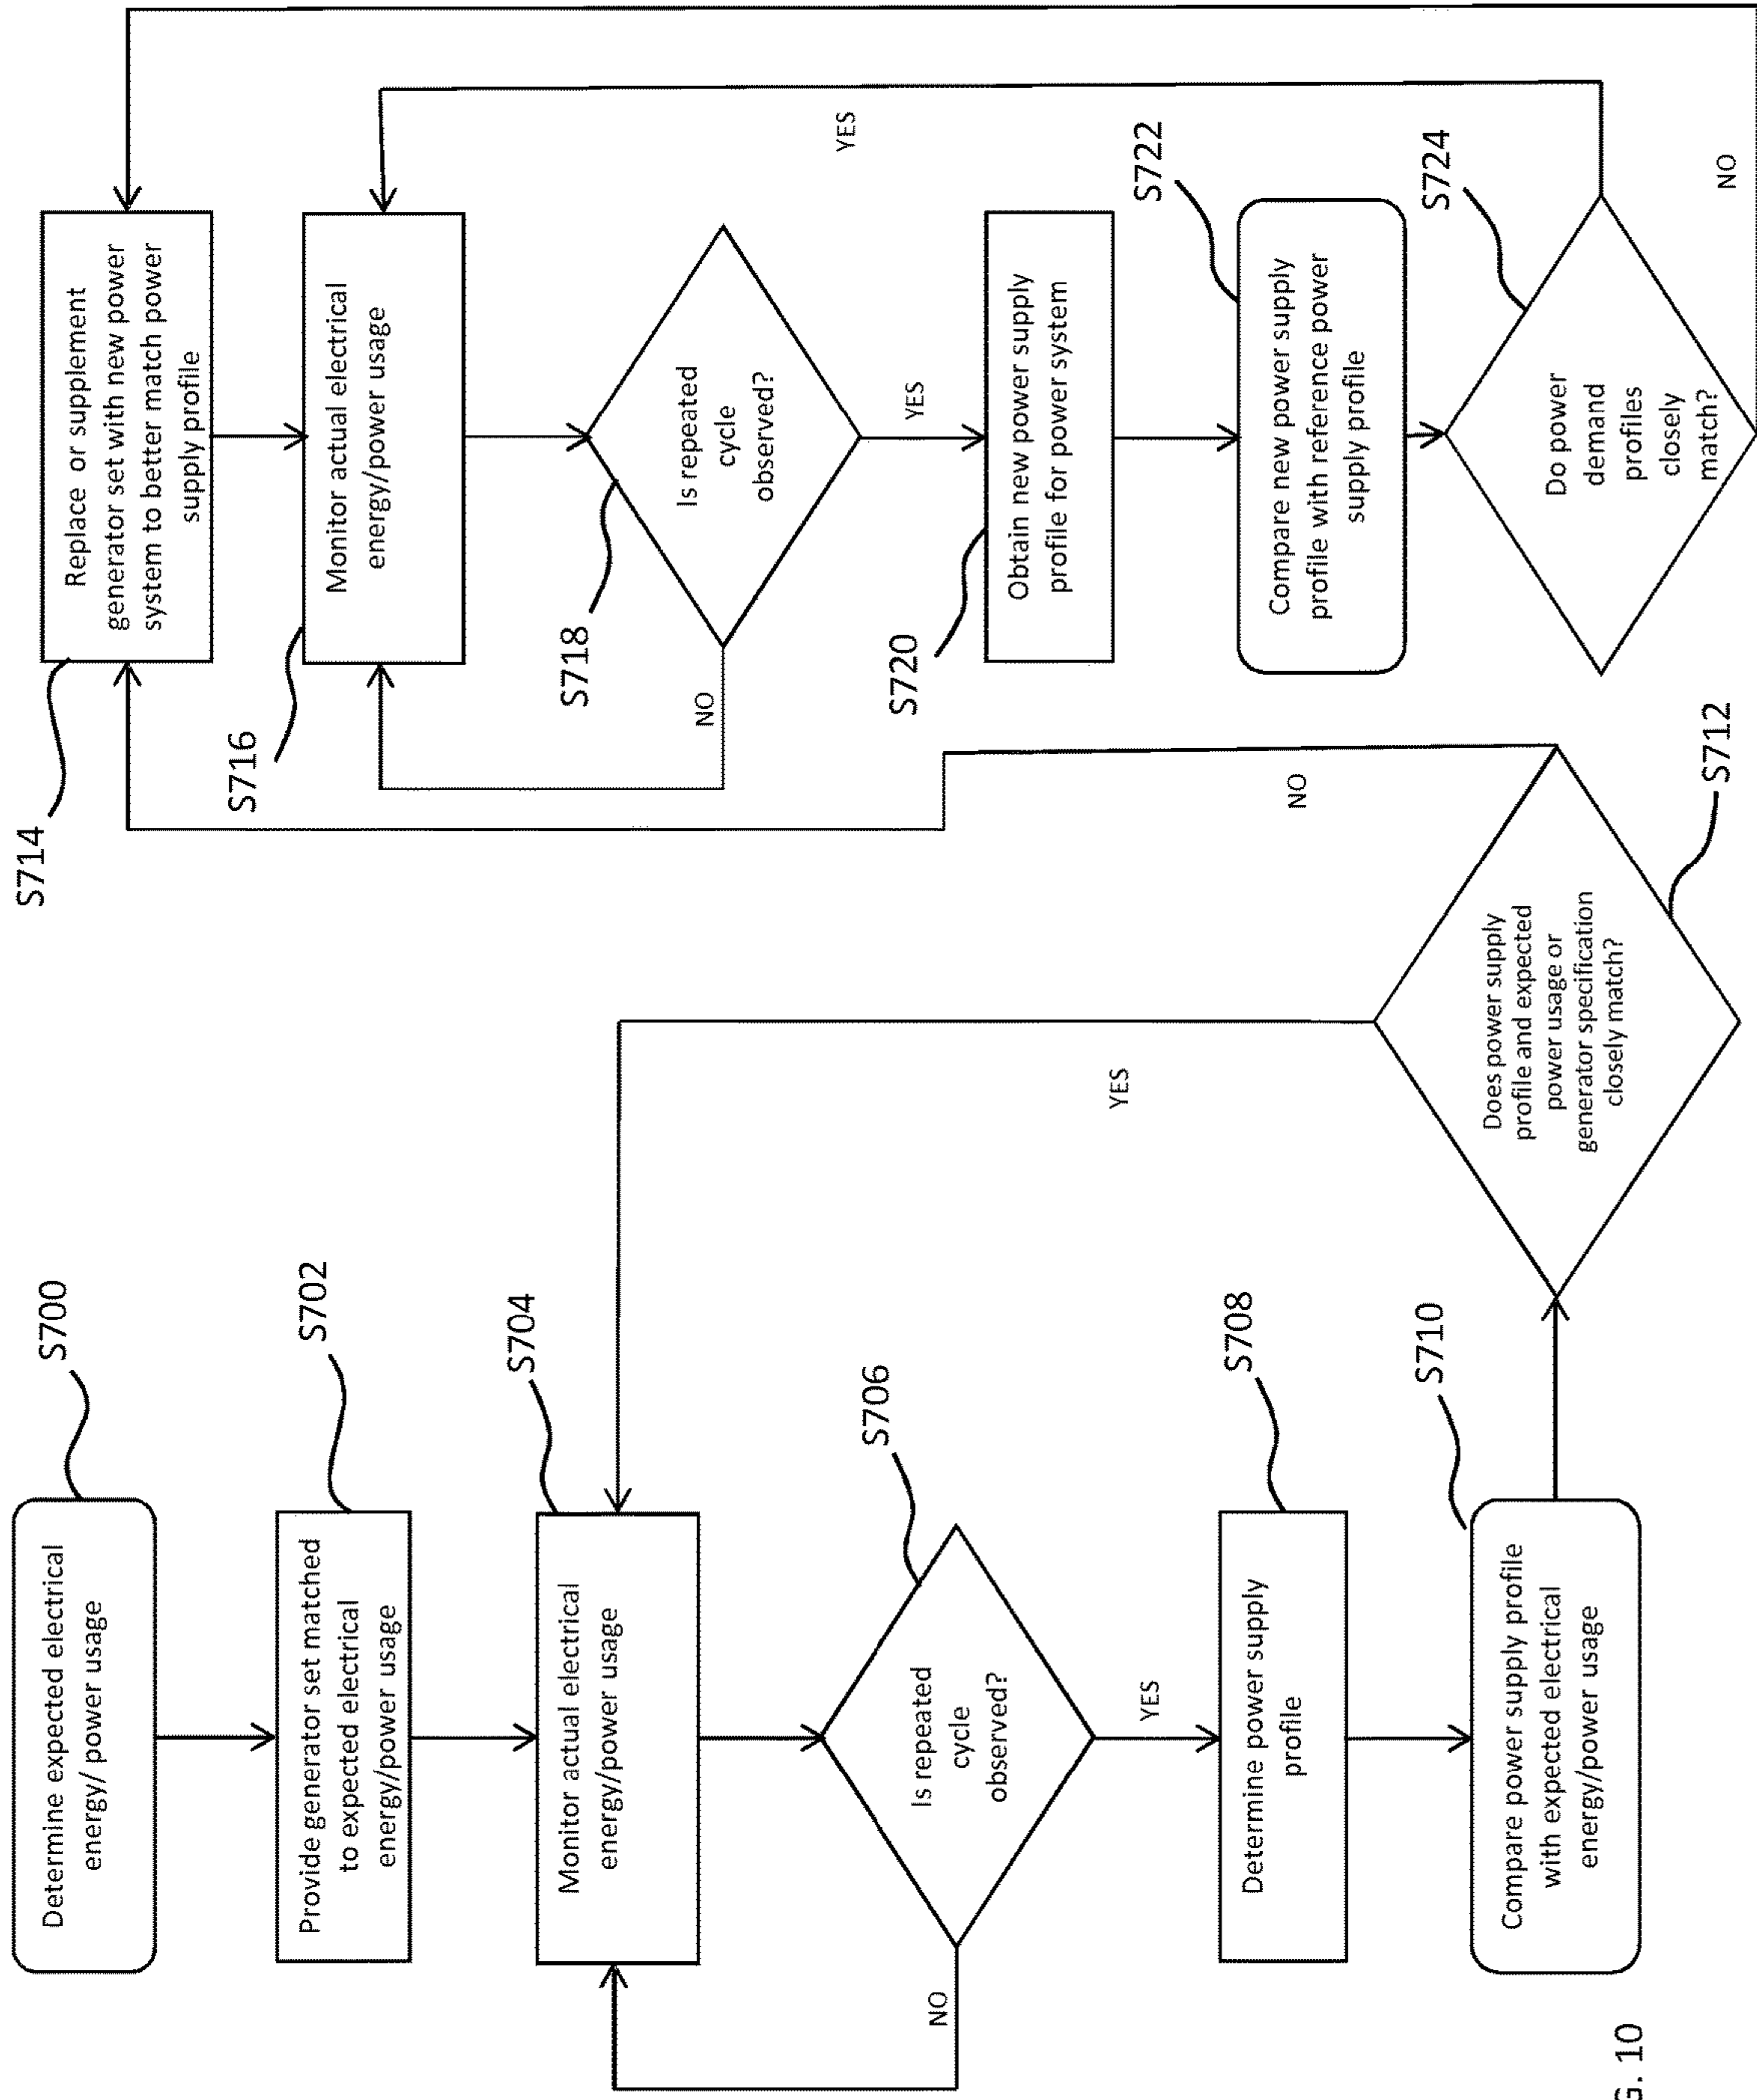 S700
Determine expected electrical
energy/ power usage
S702
Provide generator set matched
to expected electrical
energy/power usage
S704
Monitor actual electrical
energy/power usage
S706
Is repeated
cycle
observed?
NO
YES
S708
Determine power supply
profile
S710
Compare power supply profile
with expected electrical
energy/power usage
S712
Does power supply
profile and expected
power usage or
generator specification
closely match?
YES
NO
S714
Replace or supplement
generator set with new power
system to better match power
supply profile
S716
Monitor actual electrical
energy/power usage
S718
Is repeated
cycle
observed?
NO
YES
S720
Obtain new power supply
profile for power system
S722
Compare new power supply
profile with reference power
supply profile
S724
Do power
demand
profiles
closely
match?
YES
NO
G. 10